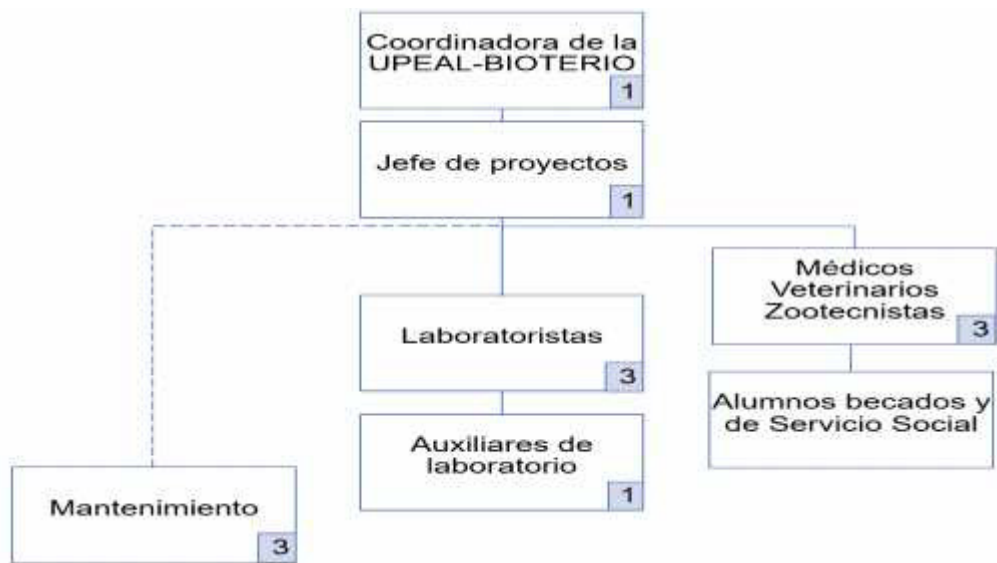 Coordinadora de la
UPEAL-BIOTERIO
1
Jefe de proyectos
1
Médicos
Veterinarios
Zootecnistas
3
Laboratoristas
3
Alumnos becados y
de Servicio Social
Auxiliares de
laboratorio
1
Mantenimiento
3